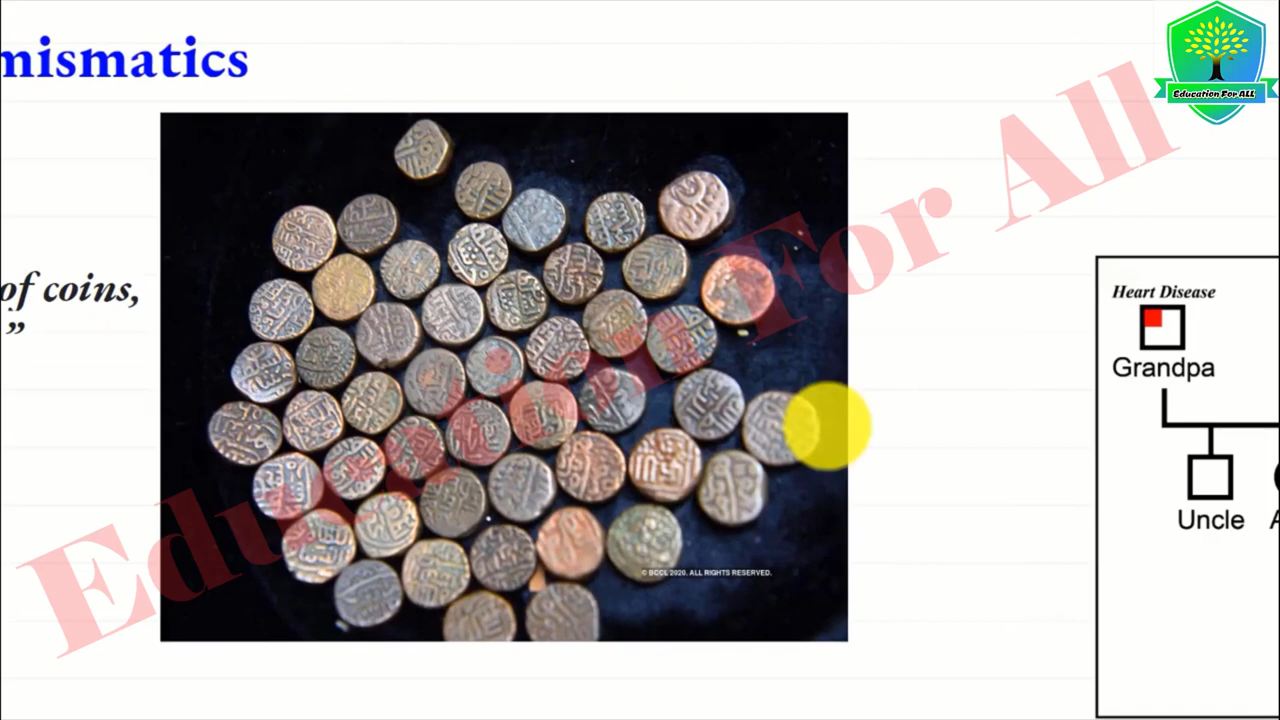 mismatics
Education For ALL
of coins,
”
Education For All
© BCCL 2020. ALL RIGHTS RESERVED.
Heart Disease
Grandpa
Uncle
A